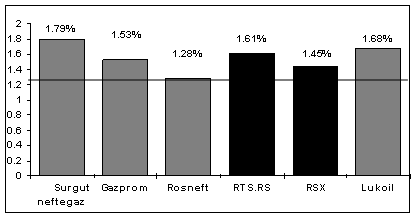 2
1.8
1.6
1.4
1.2
1
1.8
0.6
0.4
0.2
0
1.79%
1.53%
1.28%
1.61%
1.45%
1.68%
Surgut
neftegaz
Gazprom
Rosneft
RTS.RS
RSX
Lukoil